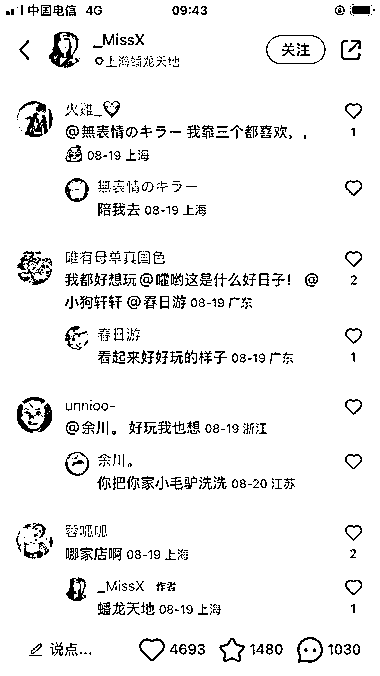 中国电信 4G 09:43
_MissX 关注
上海蟠龙天地
火雞_
@無表情のキラー 我靠三个都喜欢，，
08-19 上海 1
無表情のキラー
陪我去 08-19 上海
唯有母单真国色
我都好想玩@嚯哟这是什么好日子！ @
小狗轩轩 @春日游 08-19 广东 2
春日游
看起来好好玩的样子 08-19 广东 1
unnioo-
@余川。 好玩我也想 08-19 浙江
余川。
你把你家小毛驴洗洗 08-20 江苏
呱呱
哪家店啊 08-19 上海 2
_MissX 作者
蟠龙天地 08-19 上海 1
说点... 4693 1480 1030